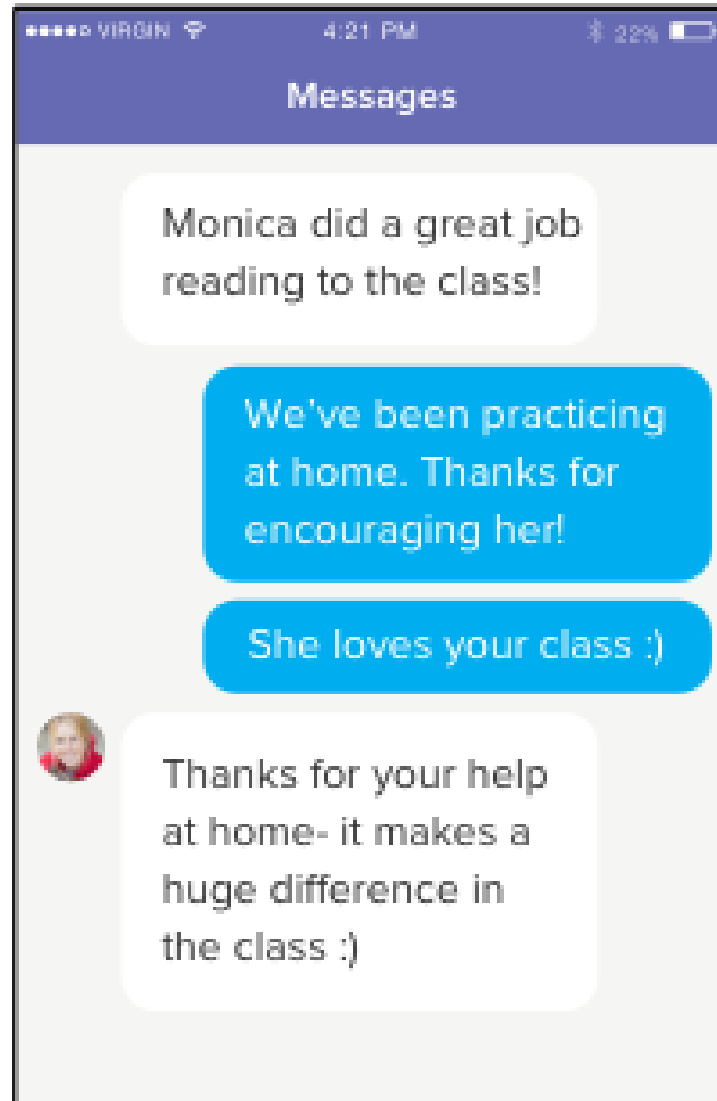 VIRGIN 4:21 PM 22%
Messages
Monica did a great job
reading to the class!
We've been practicing
at home. Thanks for
encouraging her!
She loves your class :)
Thanks for your help
at home- it makes a
huge difference in
the class :)